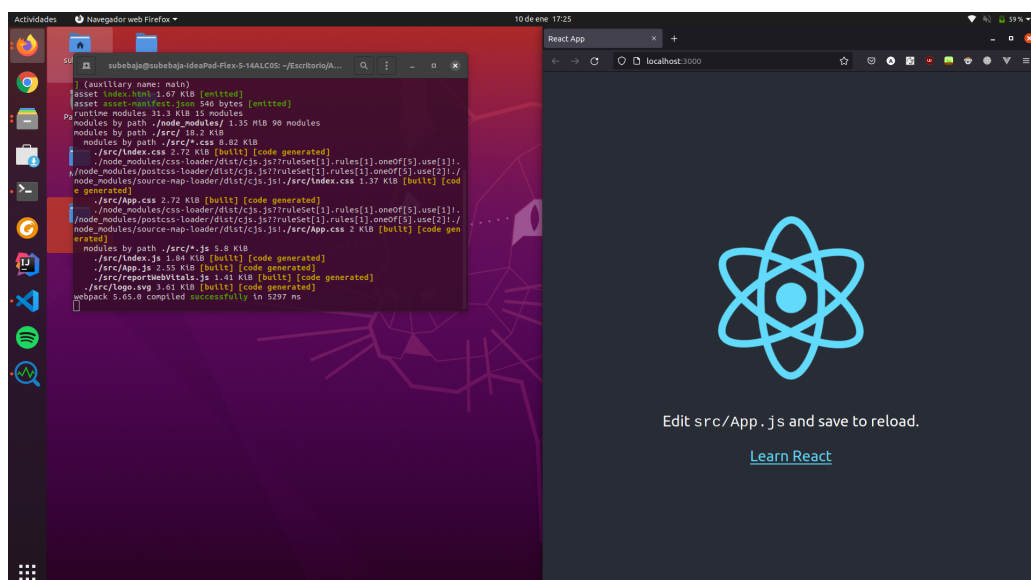 Actividades
Navegador web Firefox
10 de ene 17:25
59 %
subebaja@subebaja-IdeaPad-Flex-5-14ALC05: ~/Escritorio/A...
] (auxiliary name: main)
asset index.html 1.67 KiB [emitted]
asset asset-manifest.json 546 bytes [emitted]
runtime modules 31.3 KiB 15 modules
modules by path ./node_modules/ 1.35 MiB 90 modules
modules by path ./src/ 18.2 KiB
modules by path ./src/*.css 8.82 KiB
./src/index.css 2.72 KiB [built] [code generated]
./node_modules/css-loader/dist/cjs.js??ruleSet[1].rules[1].oneOf[5].use[1]!.
/node_modules/postcss-loader/dist/cjs.js??ruleSet[1].rules[1].oneOf[5].use[2]!./
node_modules/source-map-loader/dist/cjs.js!./src/index.css 1.37 KiB [built] [cod
e generated]
./src/App.css 2.72 KiB [built] [code generated]
./node_modules/css-loader/dist/cjs.js??ruleSet[1].rules[1].oneOf[5].use[1]!.
/node_modules/postcss-loader/dist/cjs.js??ruleSet[1].rules[1].oneOf[5].use[2]!./
node_modules/source-map-loader/dist/cjs.js!./src/App.css 2 KiB [built] [code gen
erated]
modules by path ./src/*.js 5.8 KiB
./src/index.js 1.84 KiB [built] [code generated]
./src/App.js 2.55 KiB [built] [code generated]
./src/reportWebVitals.js 1.41 KiB [built] [code generated]
./src/logo.svg 3.61 KiB [built] [code generated]
webpack 5.65.0 compiled successfully in 5297 ms
React App
localhost:3000
Edit src/App.js and save to reload.
Learn React